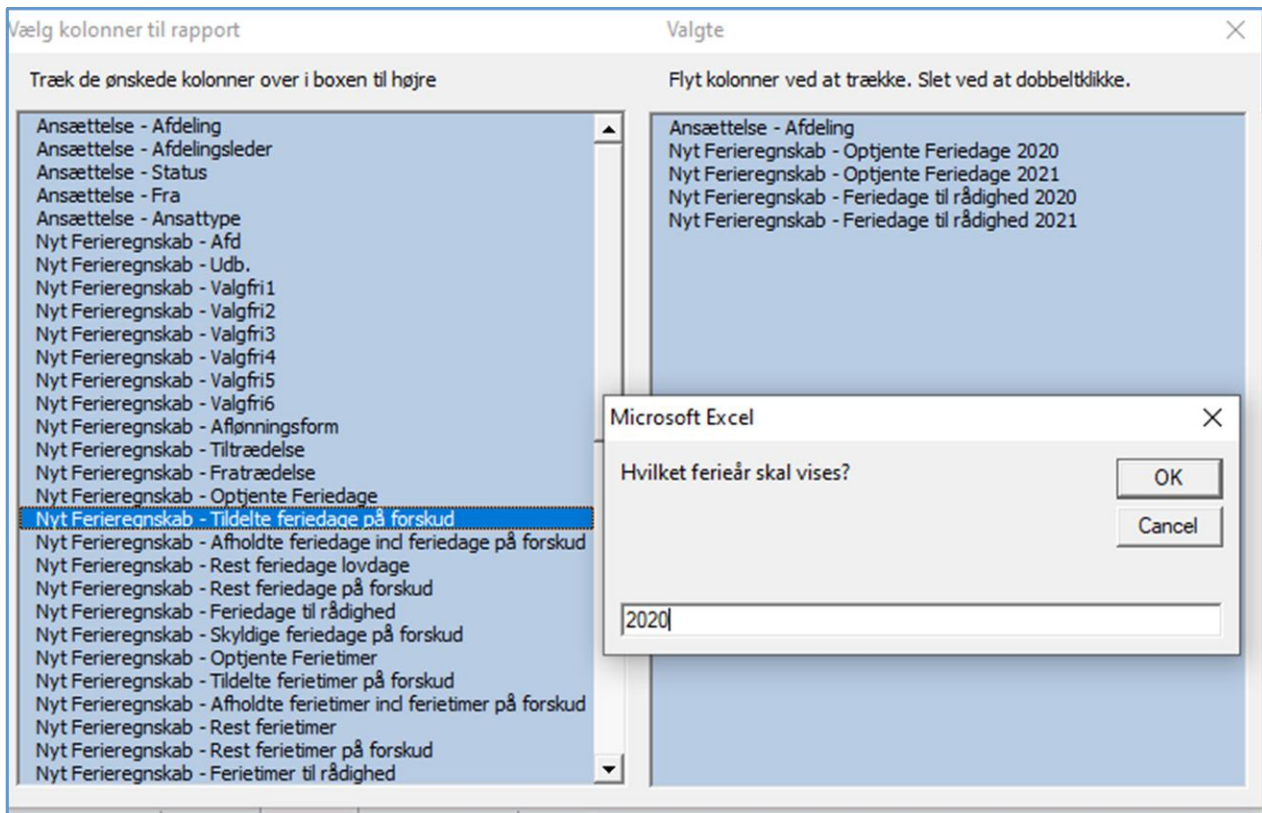 Vælg kolonner til rapport
Valgte
Træk de ønskede kolonner over i boxen til højre
Flyt kolonner ved at trække. Slet ved at dobbeltklikke.
Ansættelse - Afdeling
Ansættelse - Afdelingsleder
Ansættelse - Status
Ansættelse - Fra
Ansættelse - Ansattype
Nyt Ferieregnskab - Afd
Nyt Ferieregnskab - Udb.
Nyt Ferieregnskab - Valgfri1
Nyt Ferieregnskab - Valgfri2
Nyt Ferieregnskab - Valgfri3
Nyt Ferieregnskab - Valgfri4
Nyt Ferieregnskab - Valgfri5
Nyt Ferieregnskab - Valgfri6
Nyt Ferieregnskab - Aflønningsform
Nyt Ferieregnskab - Tiltrædelse
Nyt Ferieregnskab - Fratrædelse
Nyt Ferieregnskab - Optjente Feriedage
Nyt Ferieregnskab - Tildelte feriedage på forskud
Nyt Ferieregnskab - Afholdte feriedage incl feriedage på forskud
Nyt Ferieregnskab - Rest feriedage lovdage
Nyt Ferieregnskab - Rest feriedage på forskud
Nyt Ferieregnskab - Feriedage til rådighed
Nyt Ferieregnskab - Skyldige feriedage på forskud
Nyt Ferieregnskab - Optjente Ferietimer
Nyt Ferieregnskab - Tildelte ferietimer på forskud
Nyt Ferieregnskab - Afholdte ferietimer incl ferietimer på forskud
Nyt Ferieregnskab - Rest ferietimer
Nyt Ferieregnskab - Rest ferietimer på forskud
Nyt Ferieregnskab - Ferietimer til rådighed
Ansættelse - Afdeling
Nyt Ferieregnskab - Optjente Feriedage 2020
Nyt Ferieregnskab - Optjente Feriedage 2021
Nyt Ferieregnskab - Feriedage til rådighed 2020
Nyt Ferieregnskab - Feriedage til rådighed 2021
Microsoft Excel
Hvilket ferieår skal vises?
OK
Cancel
2020